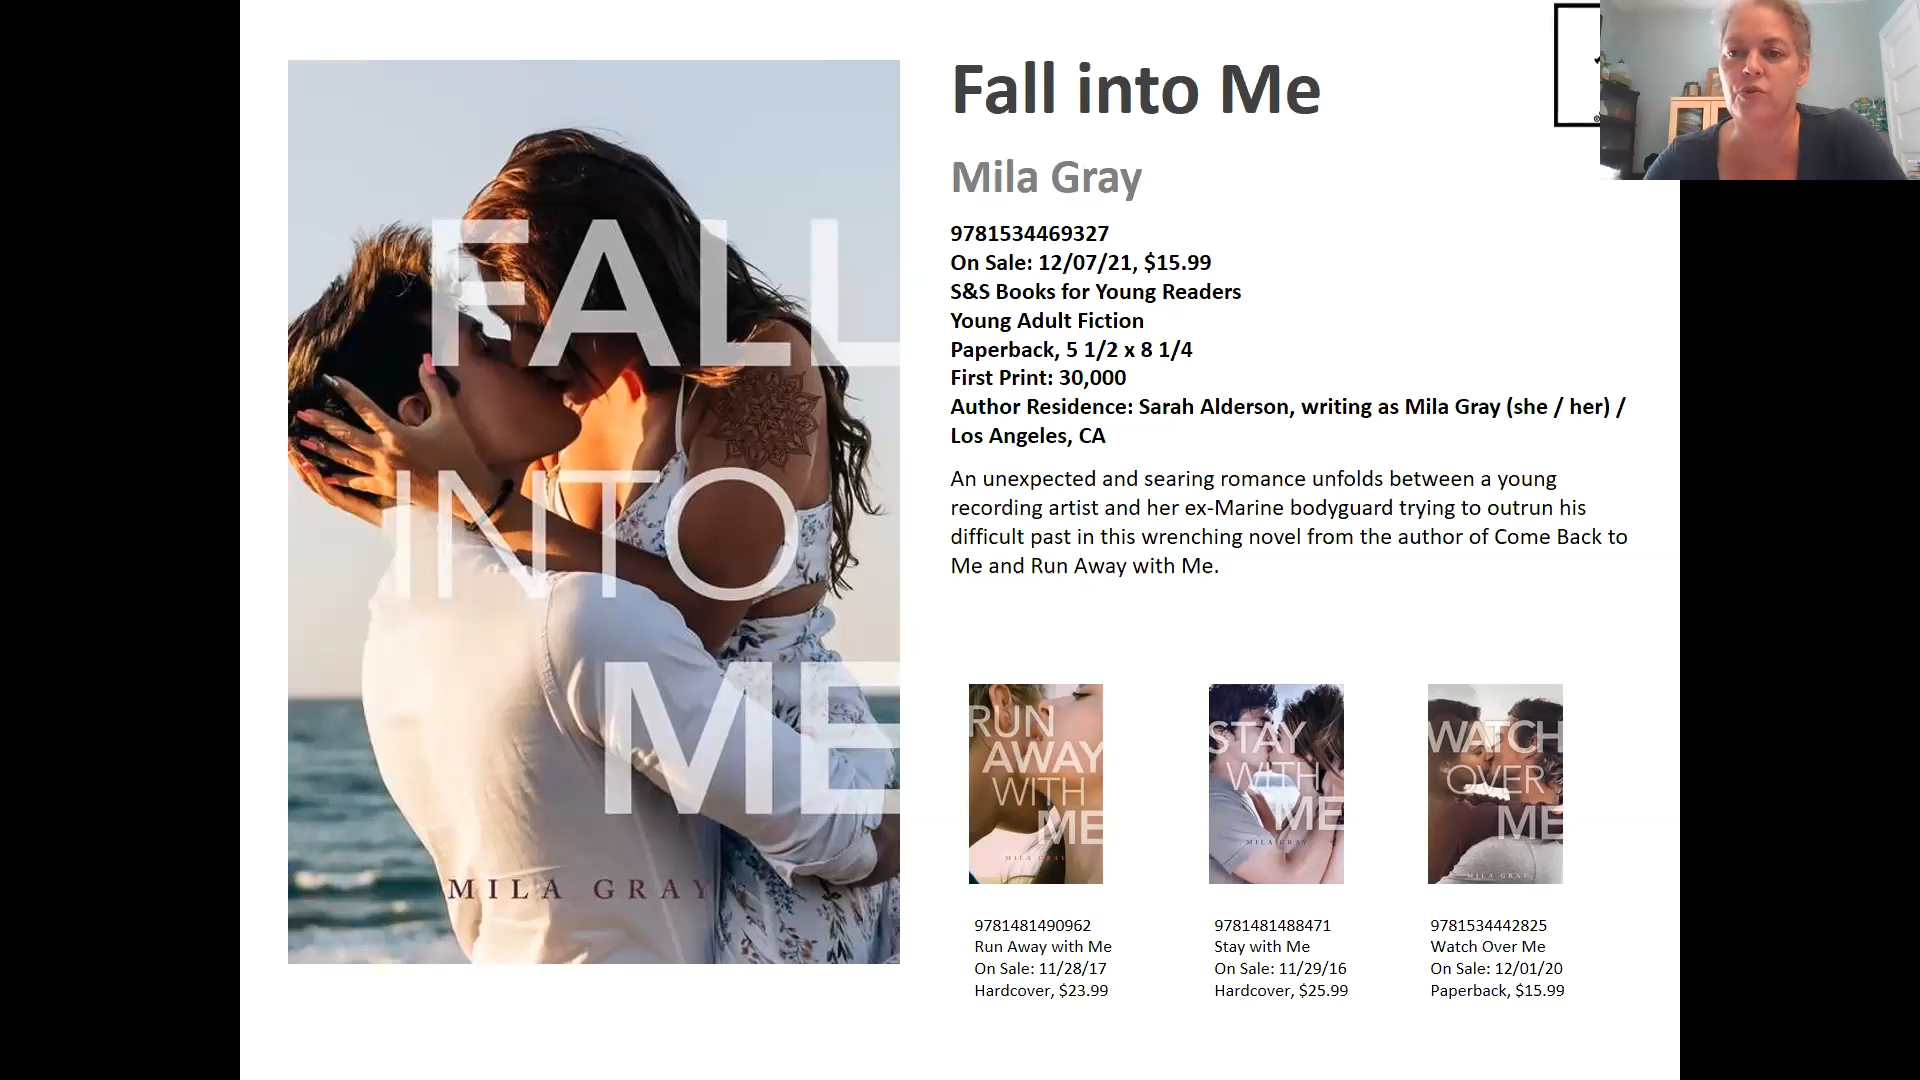 FALL
INTO
ME
MILA GRAY
Fall into Me
Mila Gray
9781534469327
On Sale: 12/07/21, $15.99
S&S Books for Young Readers
Young Adult Fiction
Paperback, 5 1/2 x 8 1/4
First Print: 30,000
Author Residence: Sarah Alderson, writing as Mila Gray (she / her) /
Los Angeles, CA
An unexpected and searing romance unfolds between a young
recording artist and her ex-Marine bodyguard trying to outrun his
difficult past in this wrenching novel from the author of Come Back to
Me and Run Away with Me.
RUN
AWAY
WITH
ME
MILA GRAY
9781481490962
Run Away with Me
On Sale: 11/28/17
Hardcover, $23.99
STAY
WITH
ME
MILA GRAY
9781481488471
Stay with Me
On Sale: 11/29/16
Hardcover, $25.99
WATCH
OVER
ME
MILA GRAY
9781534442825
Watch Over Me
On Sale: 12/01/20
Paperback, $15.99